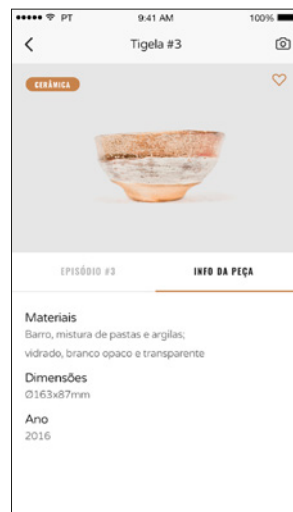 PT 9:41 AM 100%
Tigela #3
CERÂMICA
EPISÓDIO #3 INFO DA PEÇA
Materiais
Barro, mistura de pastas e argilas;
vidrado, branco opaco e transparente
Dimensões
Ø163x87mm
Ano
2016